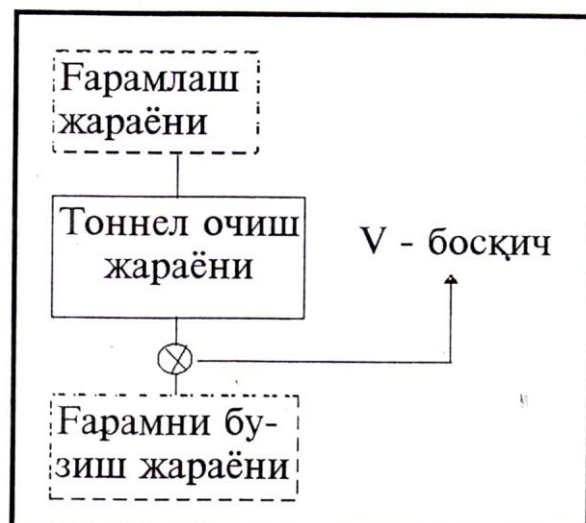 Ғарамлаш
жараёни
Тоннел очиш
жараёни
V - босқич
Ғарамни бу-
зиш жараёни